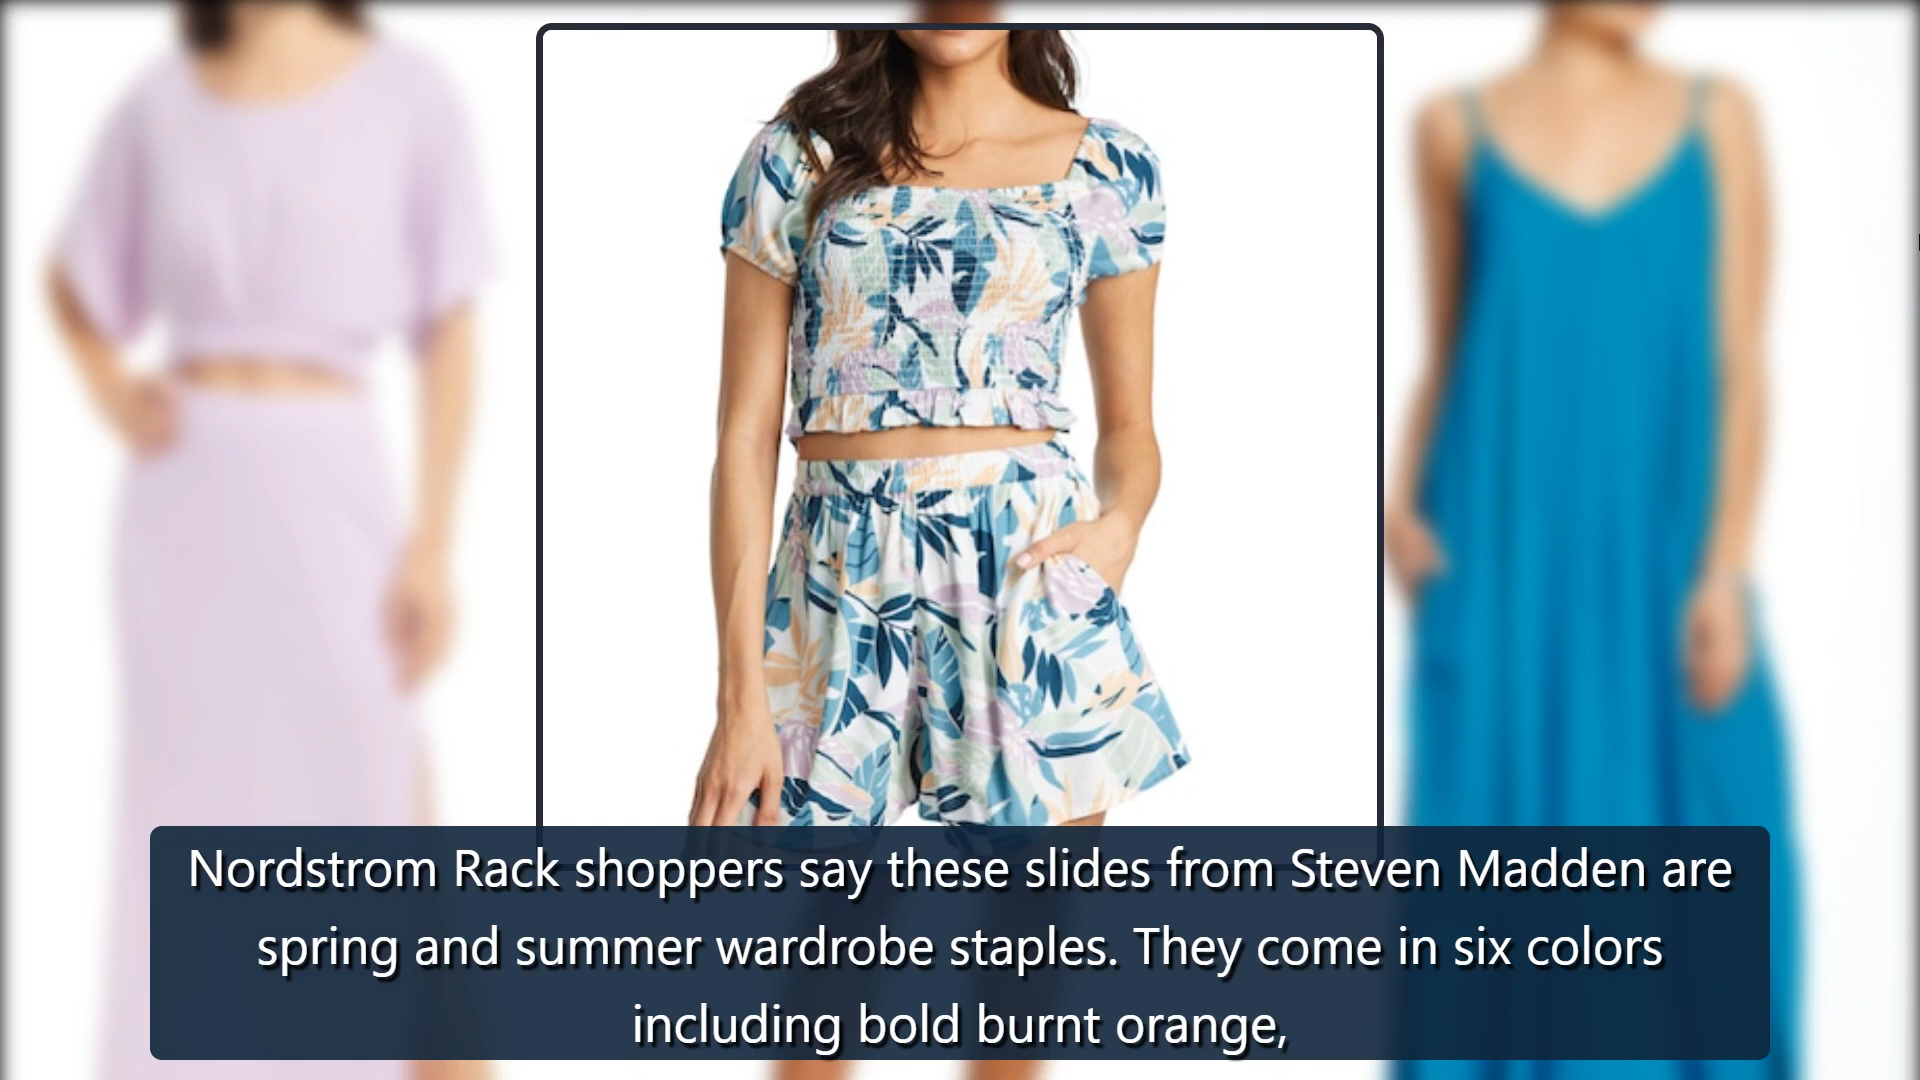 Nordstrom Rack shoppers say these slides from Steven Madden are
spring and summer wardrobe staples. They come in six colors
including bold burnt orange,